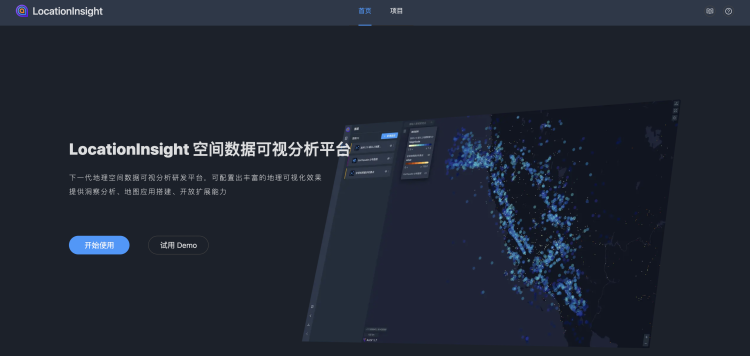 LocationInsight
首页
项目
LocationInsight 空间数据可视分析平台
下一代地理空间数据可视分析研发平台，可配置出丰富的地理可视化效果
提供洞察分析、地图应用搭建、开放扩展能力
开始使用
试用 Demo